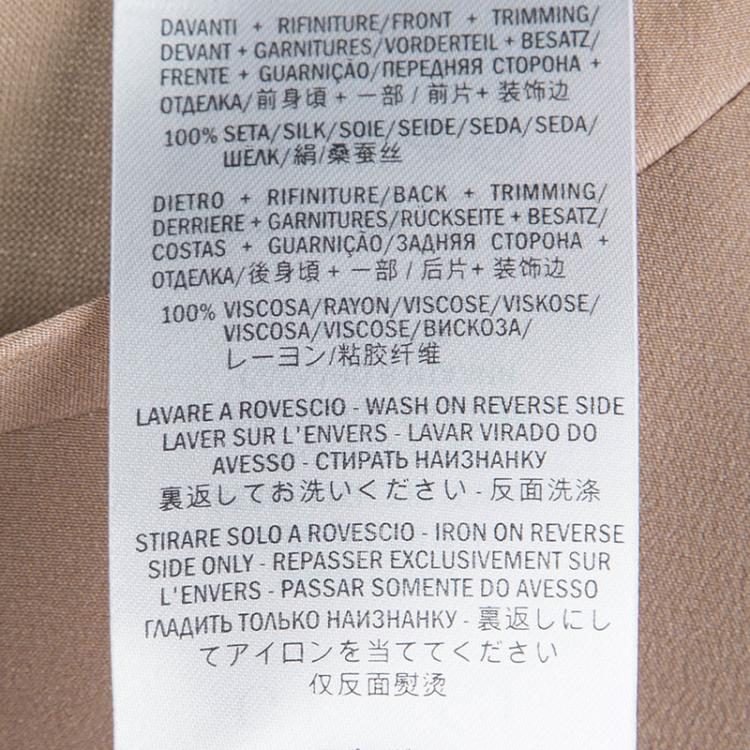 DAVANTI + RIFINITURE/FRONT + TRIMMING/
DEVANT + GARNITURES/VORDERTEIL + BESATZ/
FRENTE + GUARNIÇÃO/ПЕРЕДНЯЯ СТОРОНА +
ОТДЕЛКА/前身頃 + 一部 / 前片+ 装饰边
100% SETA/SILK/SOIE/SEIDE/SEDA/SEDA/
ШЁЛК/絹/桑蚕丝
DIETRO + RIFINITURE/BACK + TRIMMING/
DERRIERE + GARNITURES/RUCKSEITE + BESATZ/
COSTAS + GUARNIÇÃO/ЗАДНЯЯ СТОРОНА +
ОТДЕЛКА/後身頃 + 一部 / 后片+ 装饰边
100% VISCOSA/RAYON/VISCOSE/VISKOSE/
VISCOSA/VISCOSE/ВИСКОЗА/
レーヨン/粘胶纤维
LAVARE A ROVESCIO - WASH ON REVERSE SIDE
LAVER SUR L'ENVERS - LAVAR VIRADO DO
AVESSO - СТИРАТЬ НАИЗНАНКУ
裏返してお洗いください - 反面洗涤
STIRARE SOLO A ROVESCIO - IRON ON REVERSE
SIDE ONLY - REPASSER EXCLUSIVEMENT SUR
L'ENVERS - PASSAR SOMENTE DO AVESSO
ГЛАДИТЬ ТОЛЬКО НАИЗНАНКУ - 裏返しにし
てアイロンを当ててください
仅反面熨烫